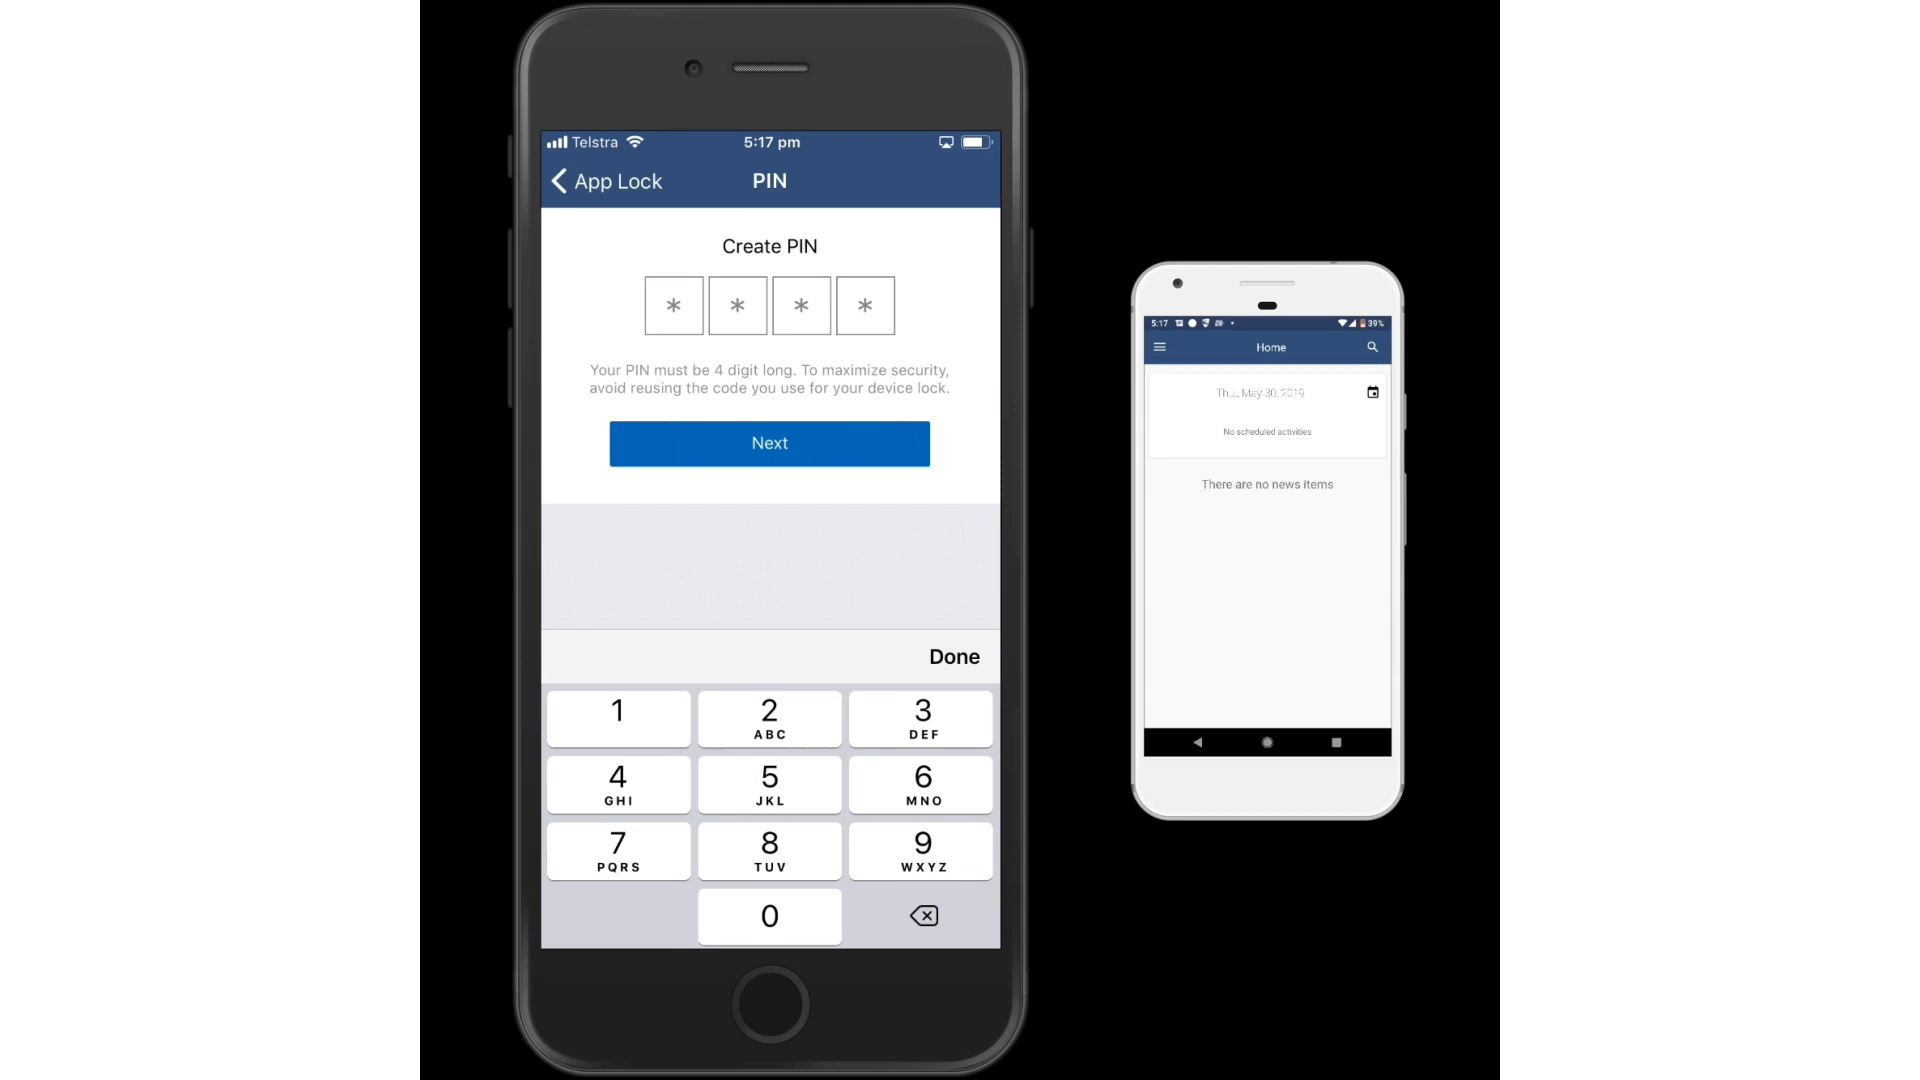 Telstra 5:17 pm
App Lock PIN
Create PIN
* * * *
Your PIN must be 4 digit long. To maximize security,
avoid reusing the code you use for your device lock.
Next
Done
1 2 3
ABC DEF
4 5 6
GHI JKL MNO
7 8 9
PQRS TUV WXYZ
0
5:17 39%
Home
Thu., May 30, 2019
No scheduled activities
There are no news items